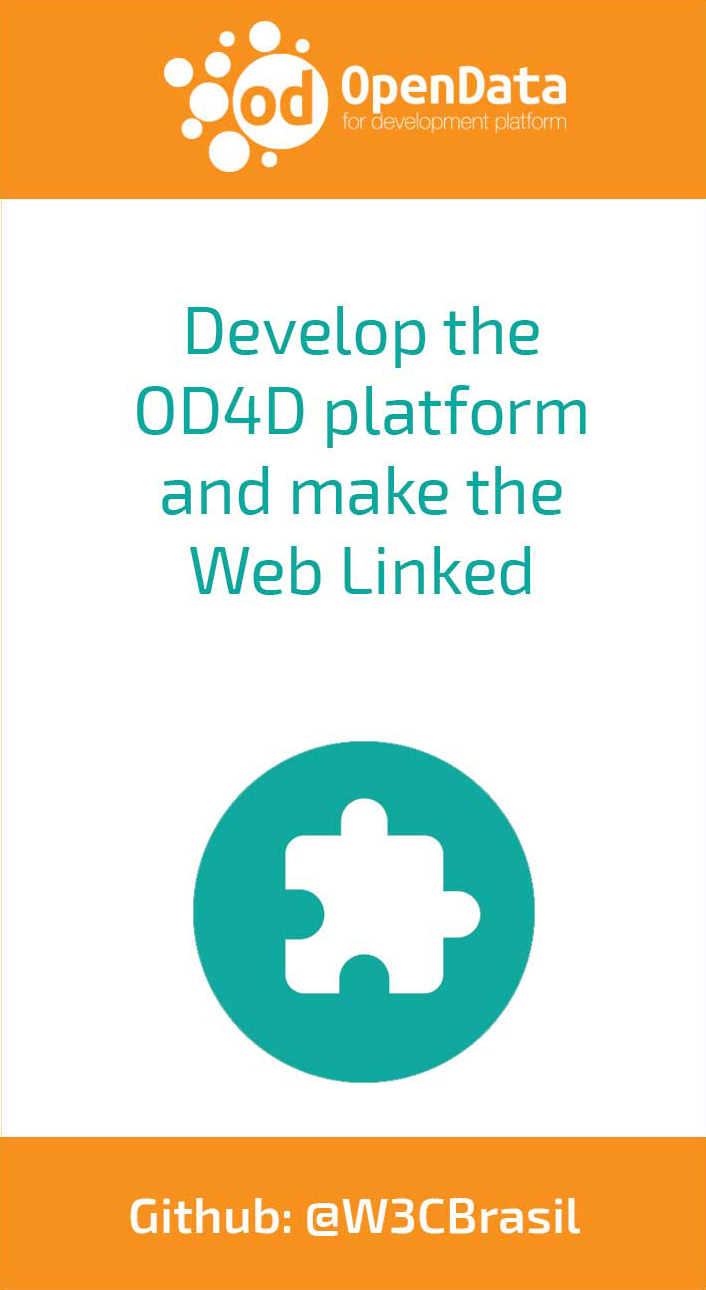 od
OpenData
for development platform
Develop the
OD4D platform
and make the
Web Linked
Github: @W3CBrasil